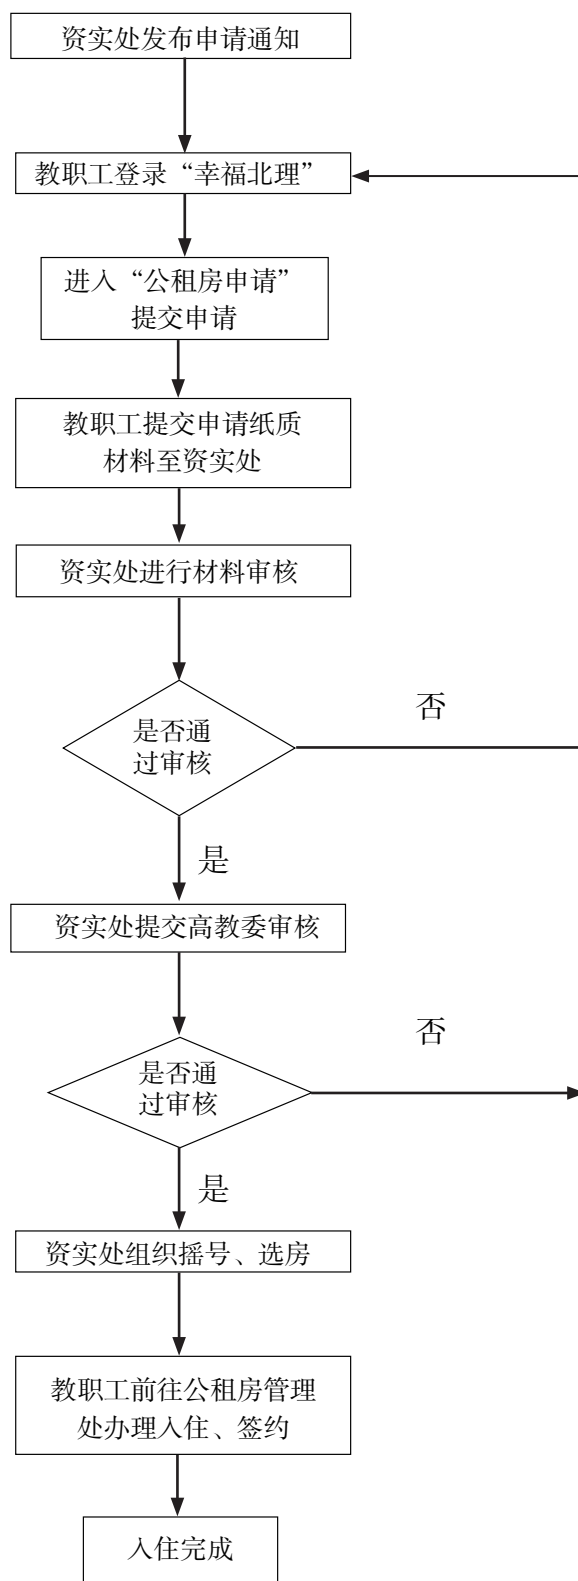 资实处发布申请通知
教职工登录“幸福北理”
进入“公租房申请”
提交申请
教职工提交申请纸质
材料至资实处
资实处进行材料审核
否
是否通
过审核
是
资实处提交高教委审核
否
是否通
过审核
是
资实处组织摇号、选房
教职工前往公租房管理
处办理入住、签约
入住完成